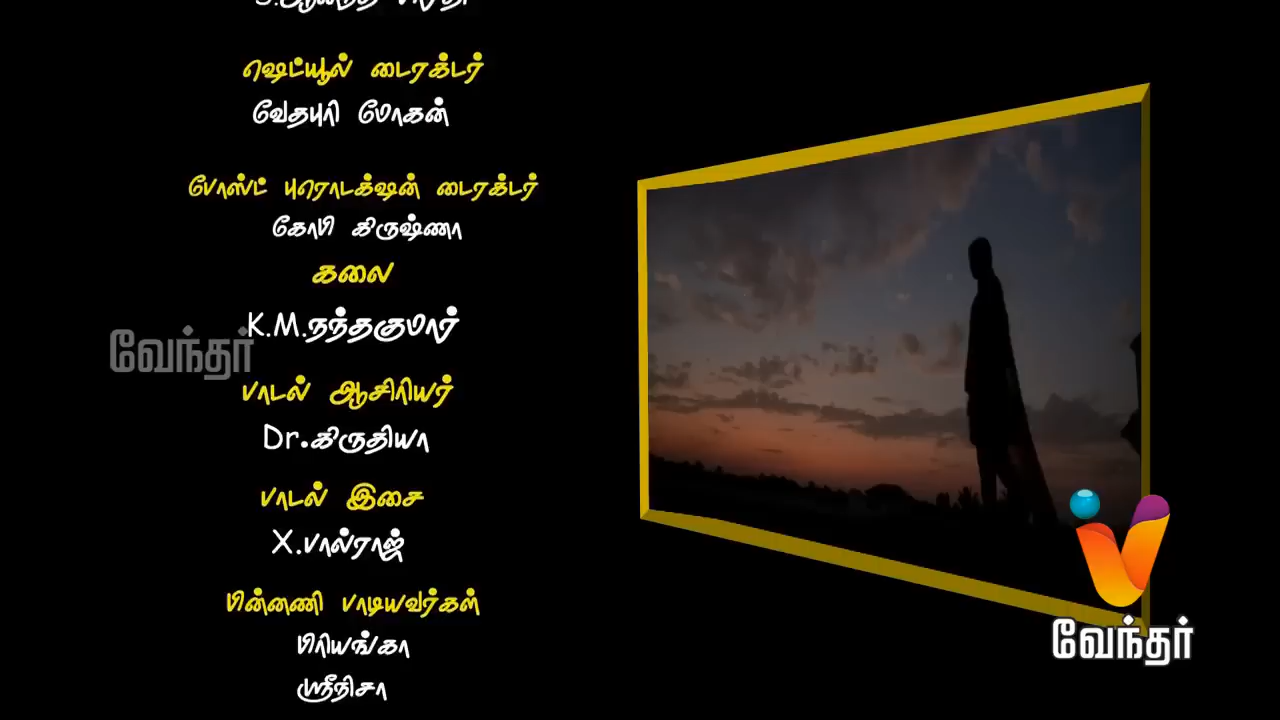 ஷெட்யூல் டைரக்டர்
வேதபுரி மோகன்
போஸ்ட் புரொடக்ஷன் டைரக்டர்
கோபி கிருஷ்ணா
கலை
K.M.நந்தகுமார்
வேந்தர்
பாடல் ஆசிரியர்
Dr.கிருதியா
பாடல் இசை
X.பால்ராஜ்
பின்னணி பாடியவர்கள்
பிரியங்கா
ஸ்ரீநிசா
வேந்தர்